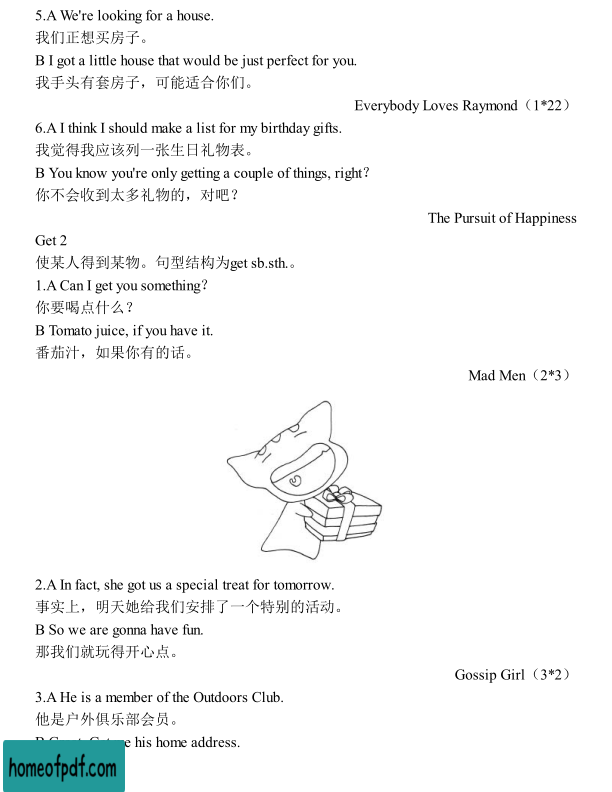 5.A We're looking for a house.
我们正想买房子。
B I got a little house that would be just perfect for you.
我手头有套房子，可能适合你们。
Everybody Loves Raymond（1*22）
6.A I think I should make a list for my birthday gifts.
我觉得我应该列一张生日礼物表。
B You know you're only getting a couple of things, right？
你不会收到太多礼物的，对吧？
The Pursuit of Happiness
Get 2
使某人得到某物。句型结构为get sb.sth.。
1.A Can I get you something？
你要喝点什么？
B Tomato juice, if you have it.
番茄汁，如果你有的话。
Mad Men（2*3）
2.A In fact, she got us a special treat for tomorrow.
事实上，明天她给我们安排了一个特别的活动。
B So we are gonna have fun.
那我们就玩得开心点。
Gossip Girl（3*2）
3.A He is a member of the Outdoors Club.
他是户外俱乐部会员。
his home address.
homeofpdf.com